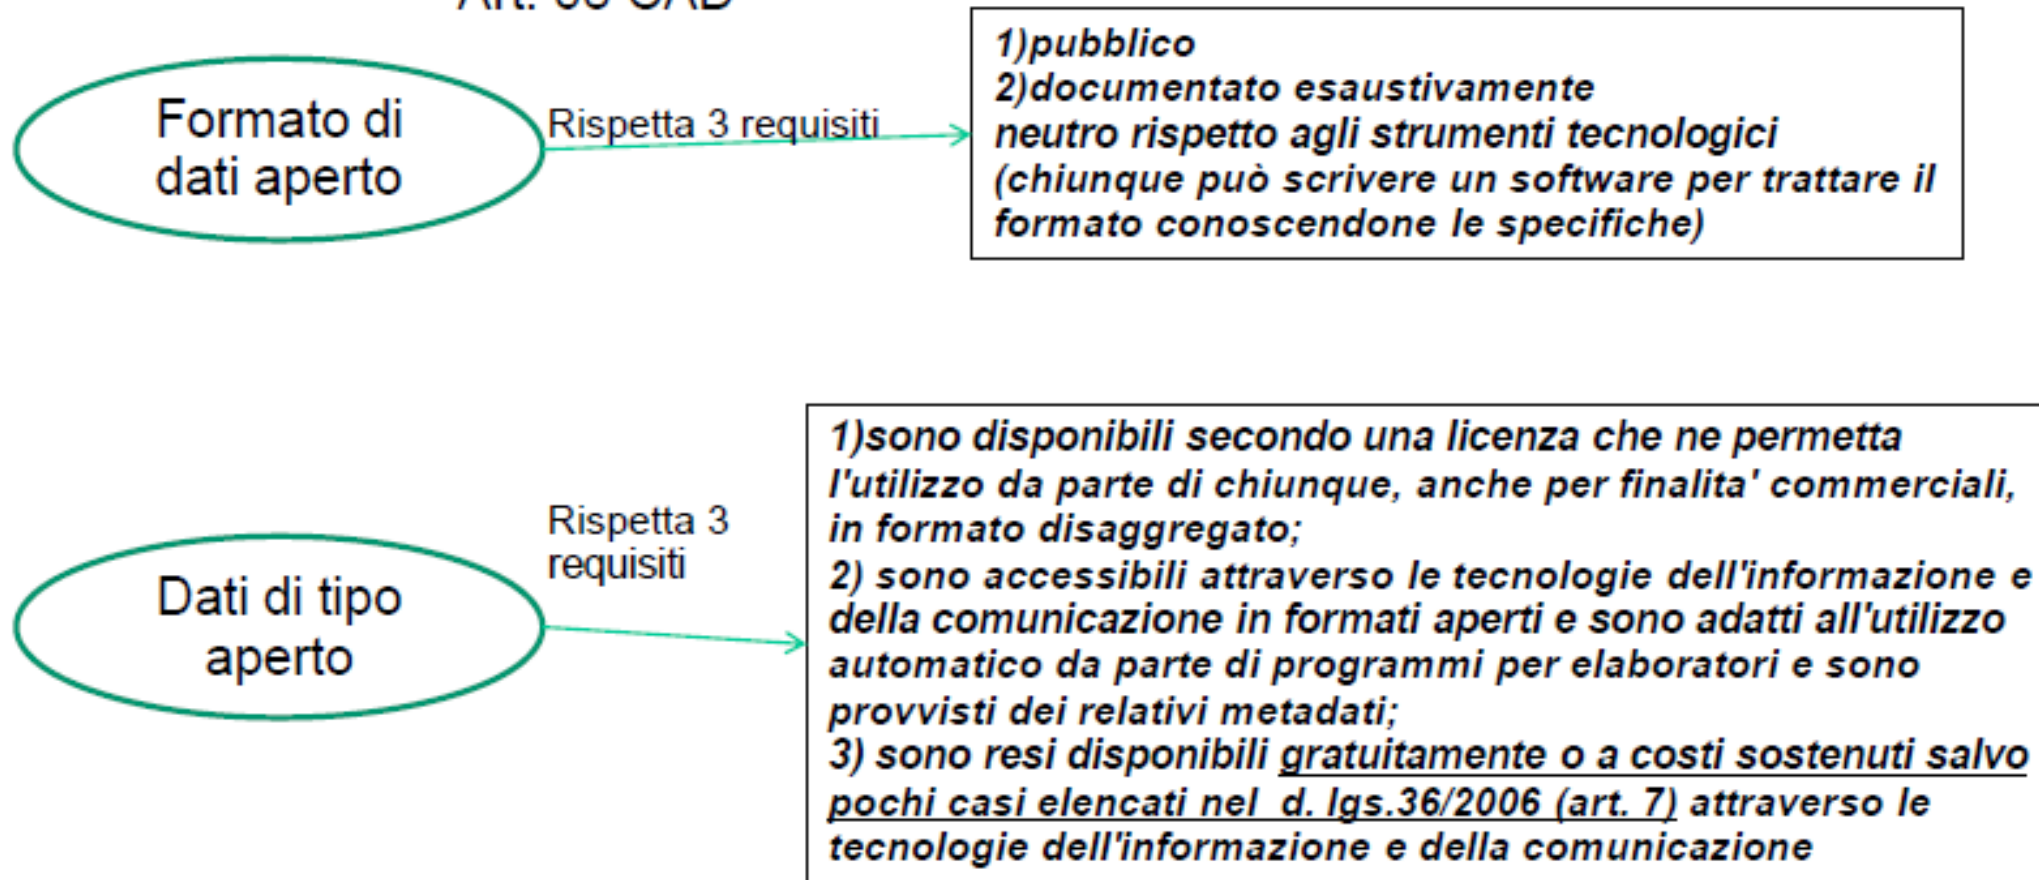 Formato di
dati aperto
Rispetta 3 requisiti
1)pubblico
2)documentato esaustivamente
neutro rispetto agli strumenti tecnologici
(chiunque può scrivere un software per trattare il
formato conoscendone le specifiche)
Dati di tipo
aperto
Rispetta 3
requisiti
1)sono disponibili secondo una licenza che ne permetta
l'utilizzo da parte di chiunque, anche per finalita' commerciali,
in formato disaggregato;
2) sono accessibili attraverso le tecnologie dell'informazione e
della comunicazione in formati aperti e sono adatti all'utilizzo
automatico da parte di programmi per elaboratori e sono
provvisti dei relativi metadati;
3) sono resi disponibili gratuitamente o a costi sostenuti salvo
pochi casi elencati nel d. lgs.36/2006 (art. 7) attraverso le
tecnologie dell'informazione e della comunicazione